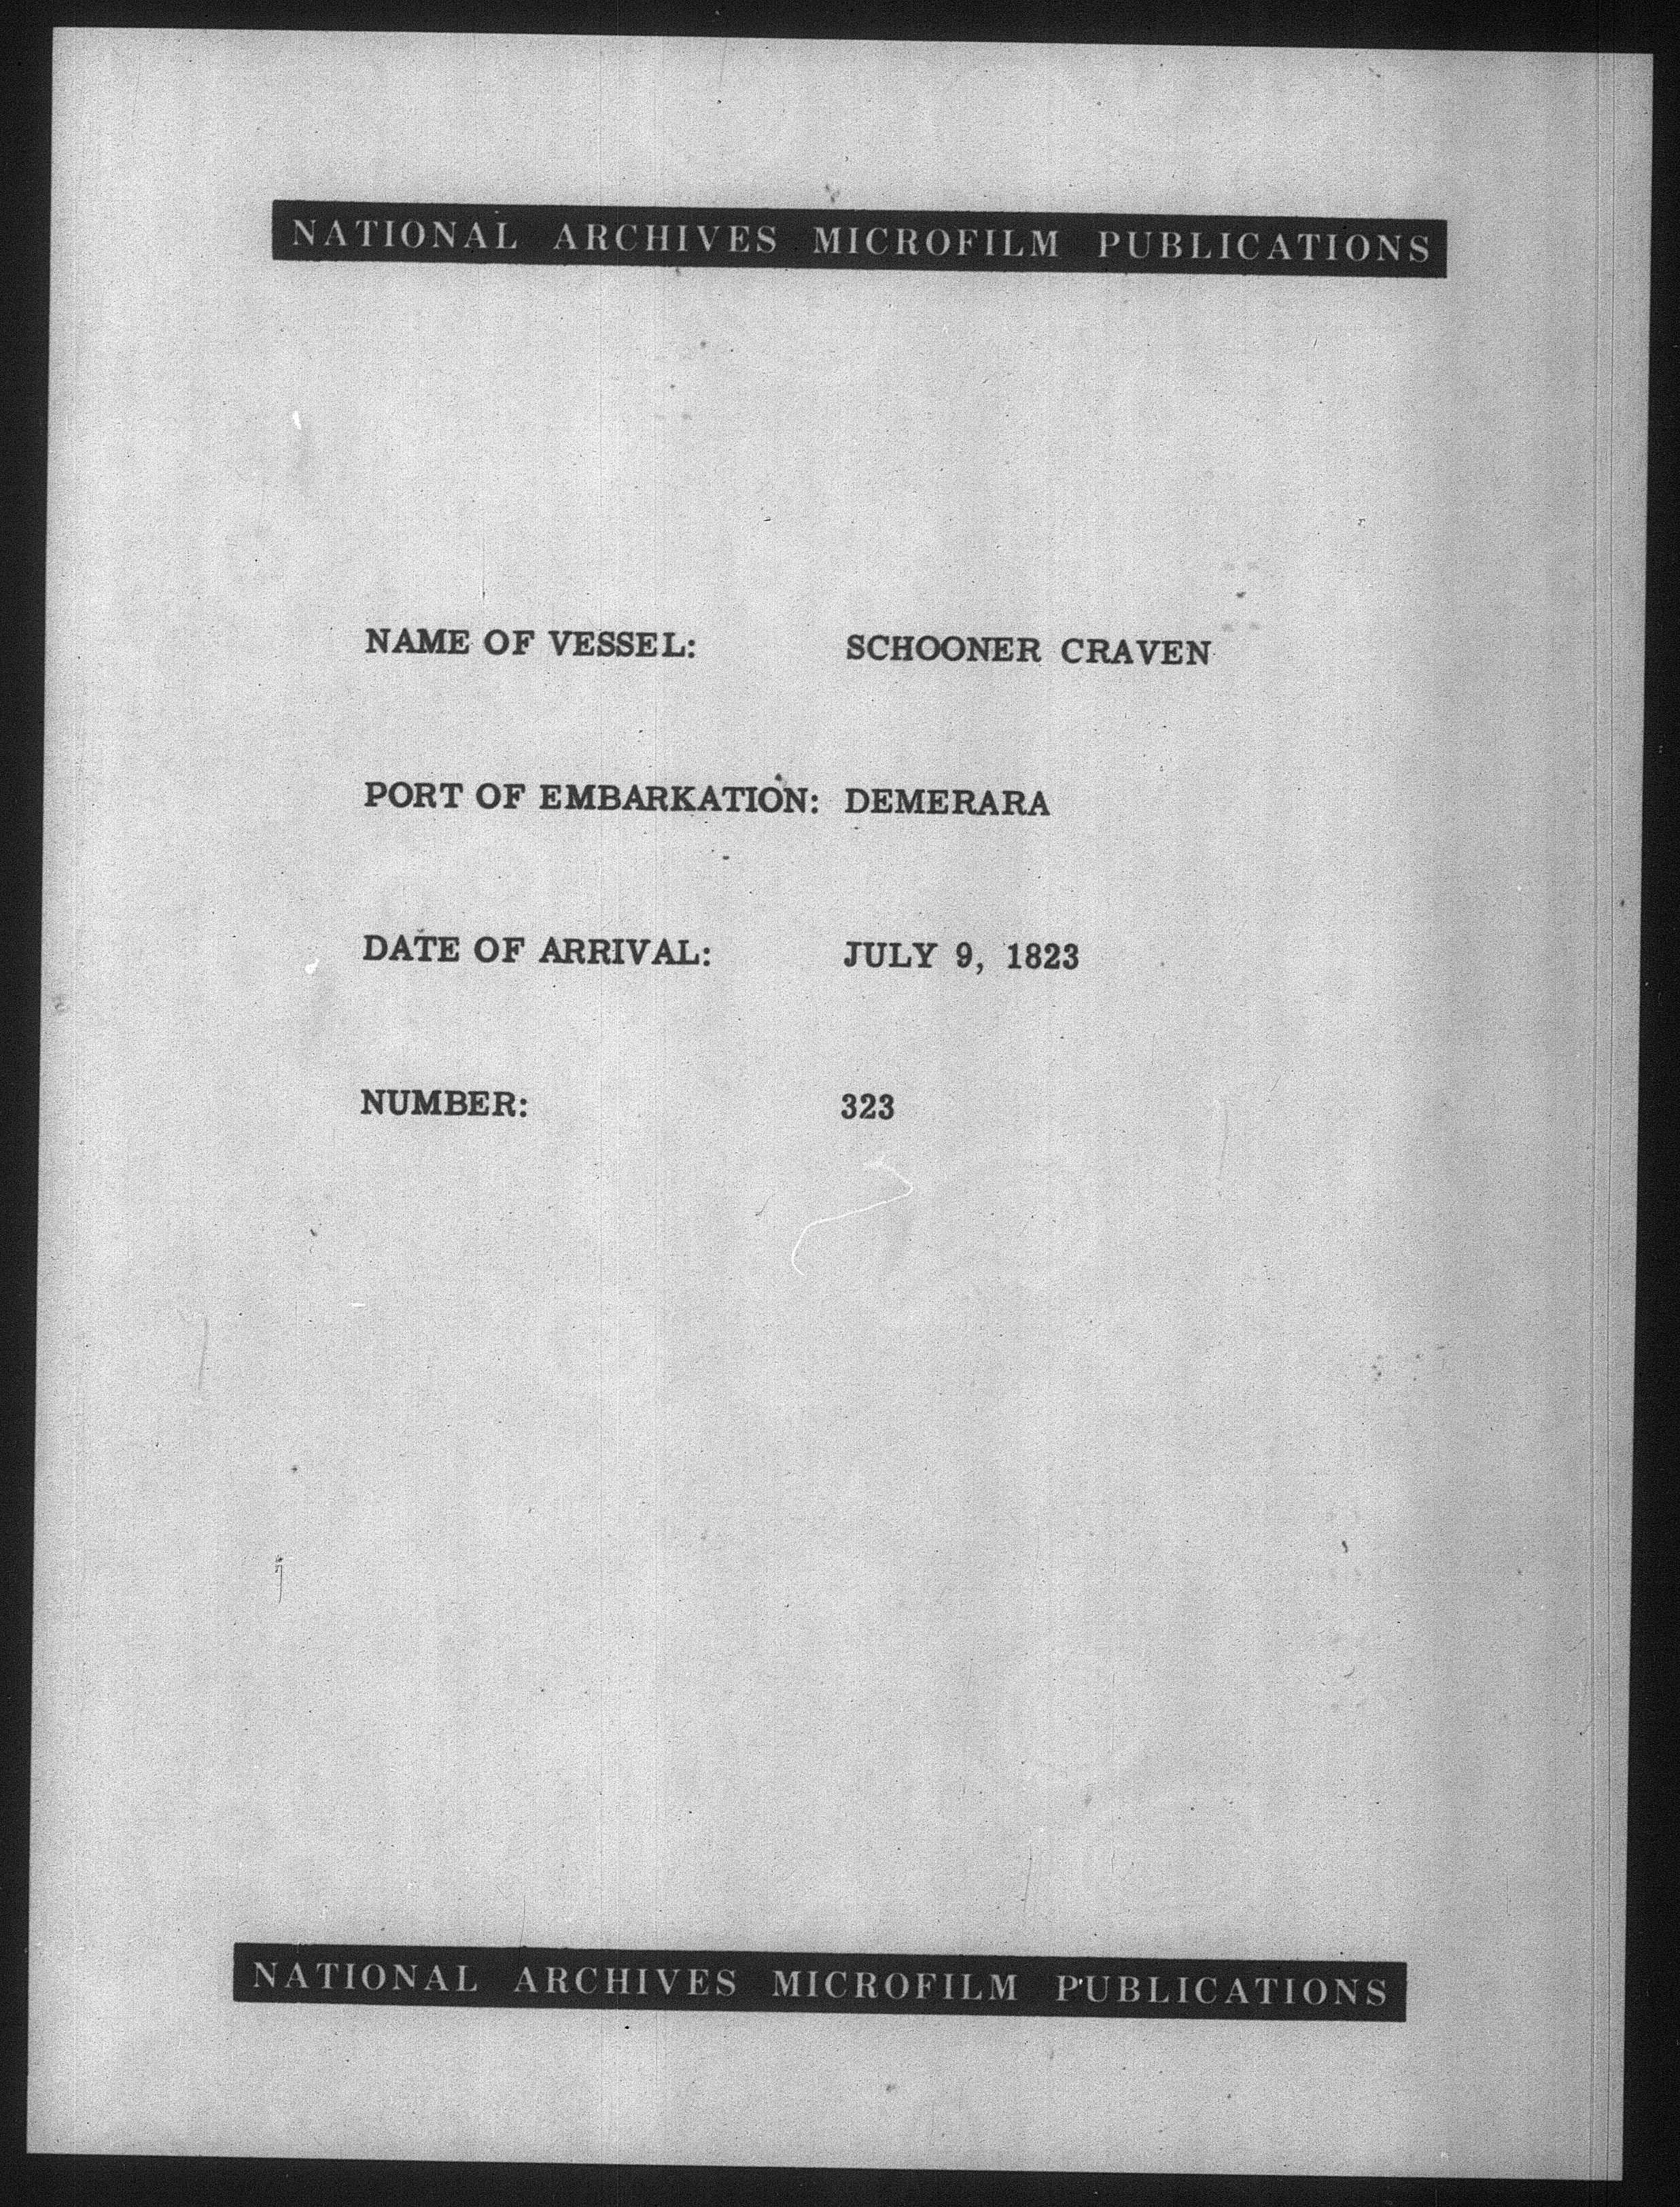 NATIONAL ARCHIVES MICROFILM PUBLICATIONS
NAME OF VESSEL: SCHOONER CRAVEN
PORT OF EMBARKATION: DEMERARA
DATE OF ARRIVAL: JULY 9, 1823
NUMBER: 323
NATIONAL ARCHIVES MICROFILM PUBLICATIONS